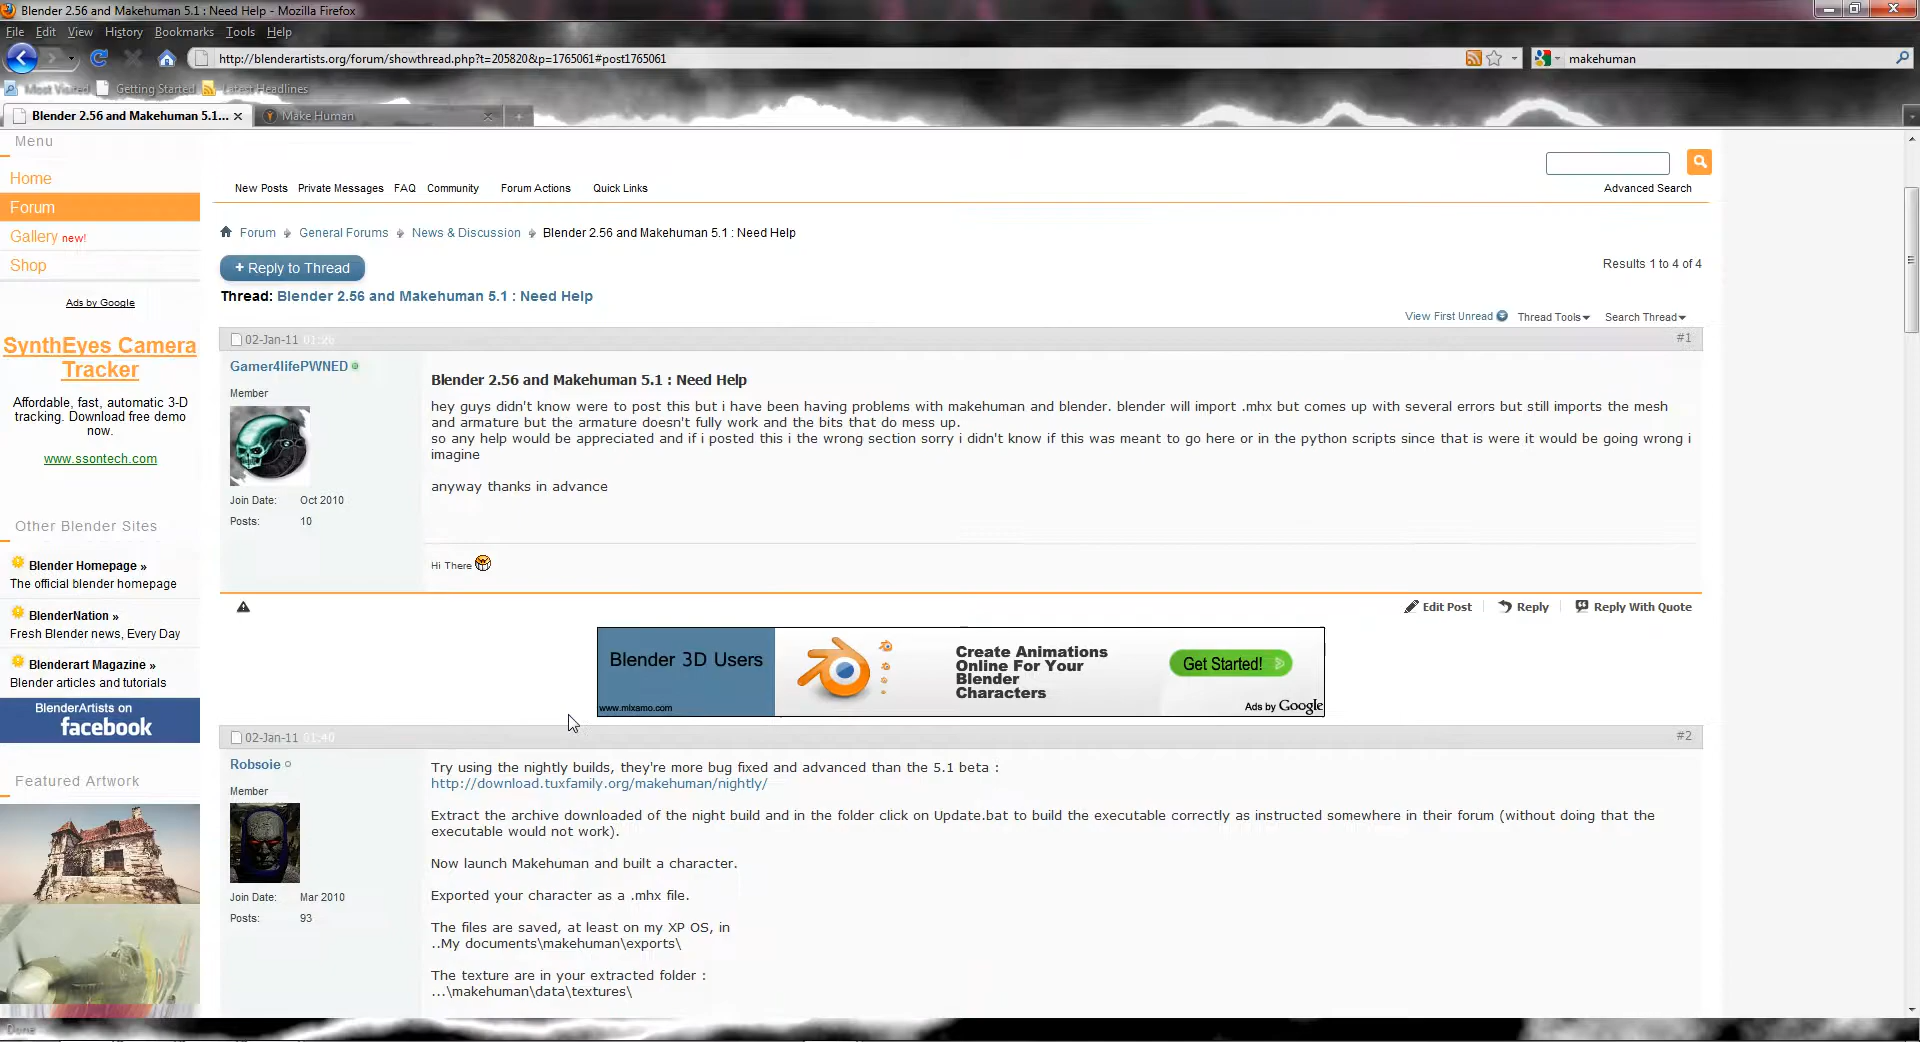 Blender 2.56 and Makehuman 5.1 : Need Help - Mozilla Firefox
File Edit View History Bookmarks Tools Help
http://blenderartists.org/forum/showthread.php?t=205820&p=1765061#post1765061
makehuman
Most Visited Getting Started Latest Headlines
Blender 2.56 and Makehuman 5.1...
Make Human
Menu
Home
Forum
Gallery new!
Shop
Ads by Google
SynthEyes Camera
Tracker
Affordable, fast, automatic 3-D
tracking. Download free demo
now.
www.ssontech.com
Other Blender Sites
Blender Homepage »
The official blender homepage
BlenderNation »
Fresh Blender news, Every Day
Blenderart Magazine »
Blender articles and tutorials
BlenderArtists on
facebook
Featured Artwork
New Posts Private Messages FAQ Community Forum Actions Quick Links
Advanced Search
Forum General Forums News & Discussion Blender 2.56 and Makehuman 5.1 : Need Help
+ Reply to Thread
Results 1 to 4 of 4
Thread: Blender 2.56 and Makehuman 5.1 : Need Help
View First Unread Thread Tools Search Thread
02-Jan-11 #1
Gamer4lifePWNED
Member
Join Date: Oct 2010
Posts: 10
Blender 2.56 and Makehuman 5.1 : Need Help
hey guys didn't know were to post this but i have been having problems with makehuman and blender. blender will import .mhx but comes up with several errors but still imports the mesh
and armature but the armature doesn't fully work and the bits that do mess up.
so any help would be appreciated and if i posted this i the wrong section sorry i didn't know if this was meant to go here or in the python scripts since that is were it would be going wrong i
imagine
anyway thanks in advance
Hi There
Edit Post Reply Reply With Quote
Blender 3D Users
www.mixamo.com
Create Animations
Online For Your
Blender
Characters
Get Started!
Ads by Google
02-Jan-11 01:40 #2
Robsoie
Member
Join Date: Mar 2010
Posts: 93
Try using the nightly builds, they're more bug fixed and advanced than the 5.1 beta :
http://download.tuxfamily.org/makehuman/nightly/
Extract the archive downloaded of the night build and in the folder click on Update.bat to build the executable correctly as instructed somewhere in their forum (without doing that the
executable would not work).
Now launch Makehuman and built a character.
Exported your character as a .mhx file.
The files are saved, at least on my XP OS, in
..My documents\makehuman\exports\
The texture are in your extracted folder :
...\makehuman\data\textures\
Done